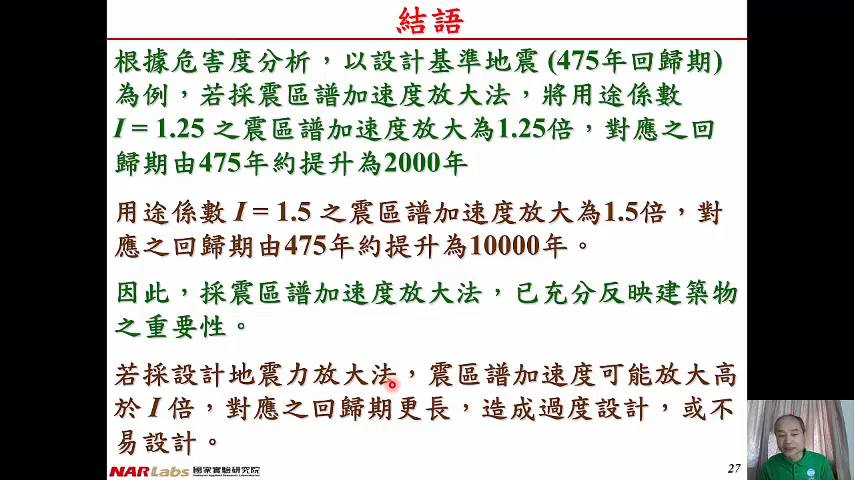 結語
根據危害度分析，以設計基準地震 (475年回歸期)
為例，若採震區譜加速度放大法，將用途係數
I = 1.25 之震區譜加速度放大為1.25倍，對應之回
歸期由475年約提升為2000年
用途係數 I = 1.5 之震區譜加速度放大為1.5倍，對
應之回歸期由475年約提升為10000年。
因此，採震區譜加速度放大法，已充分反映建築物
之重要性。
若採設計地震力放大法，震區譜加速度可能放大高
於 I 倍，對應之回歸期更長，造成過度設計，或不
易設計。
NARLabs 國家實驗研究院
27